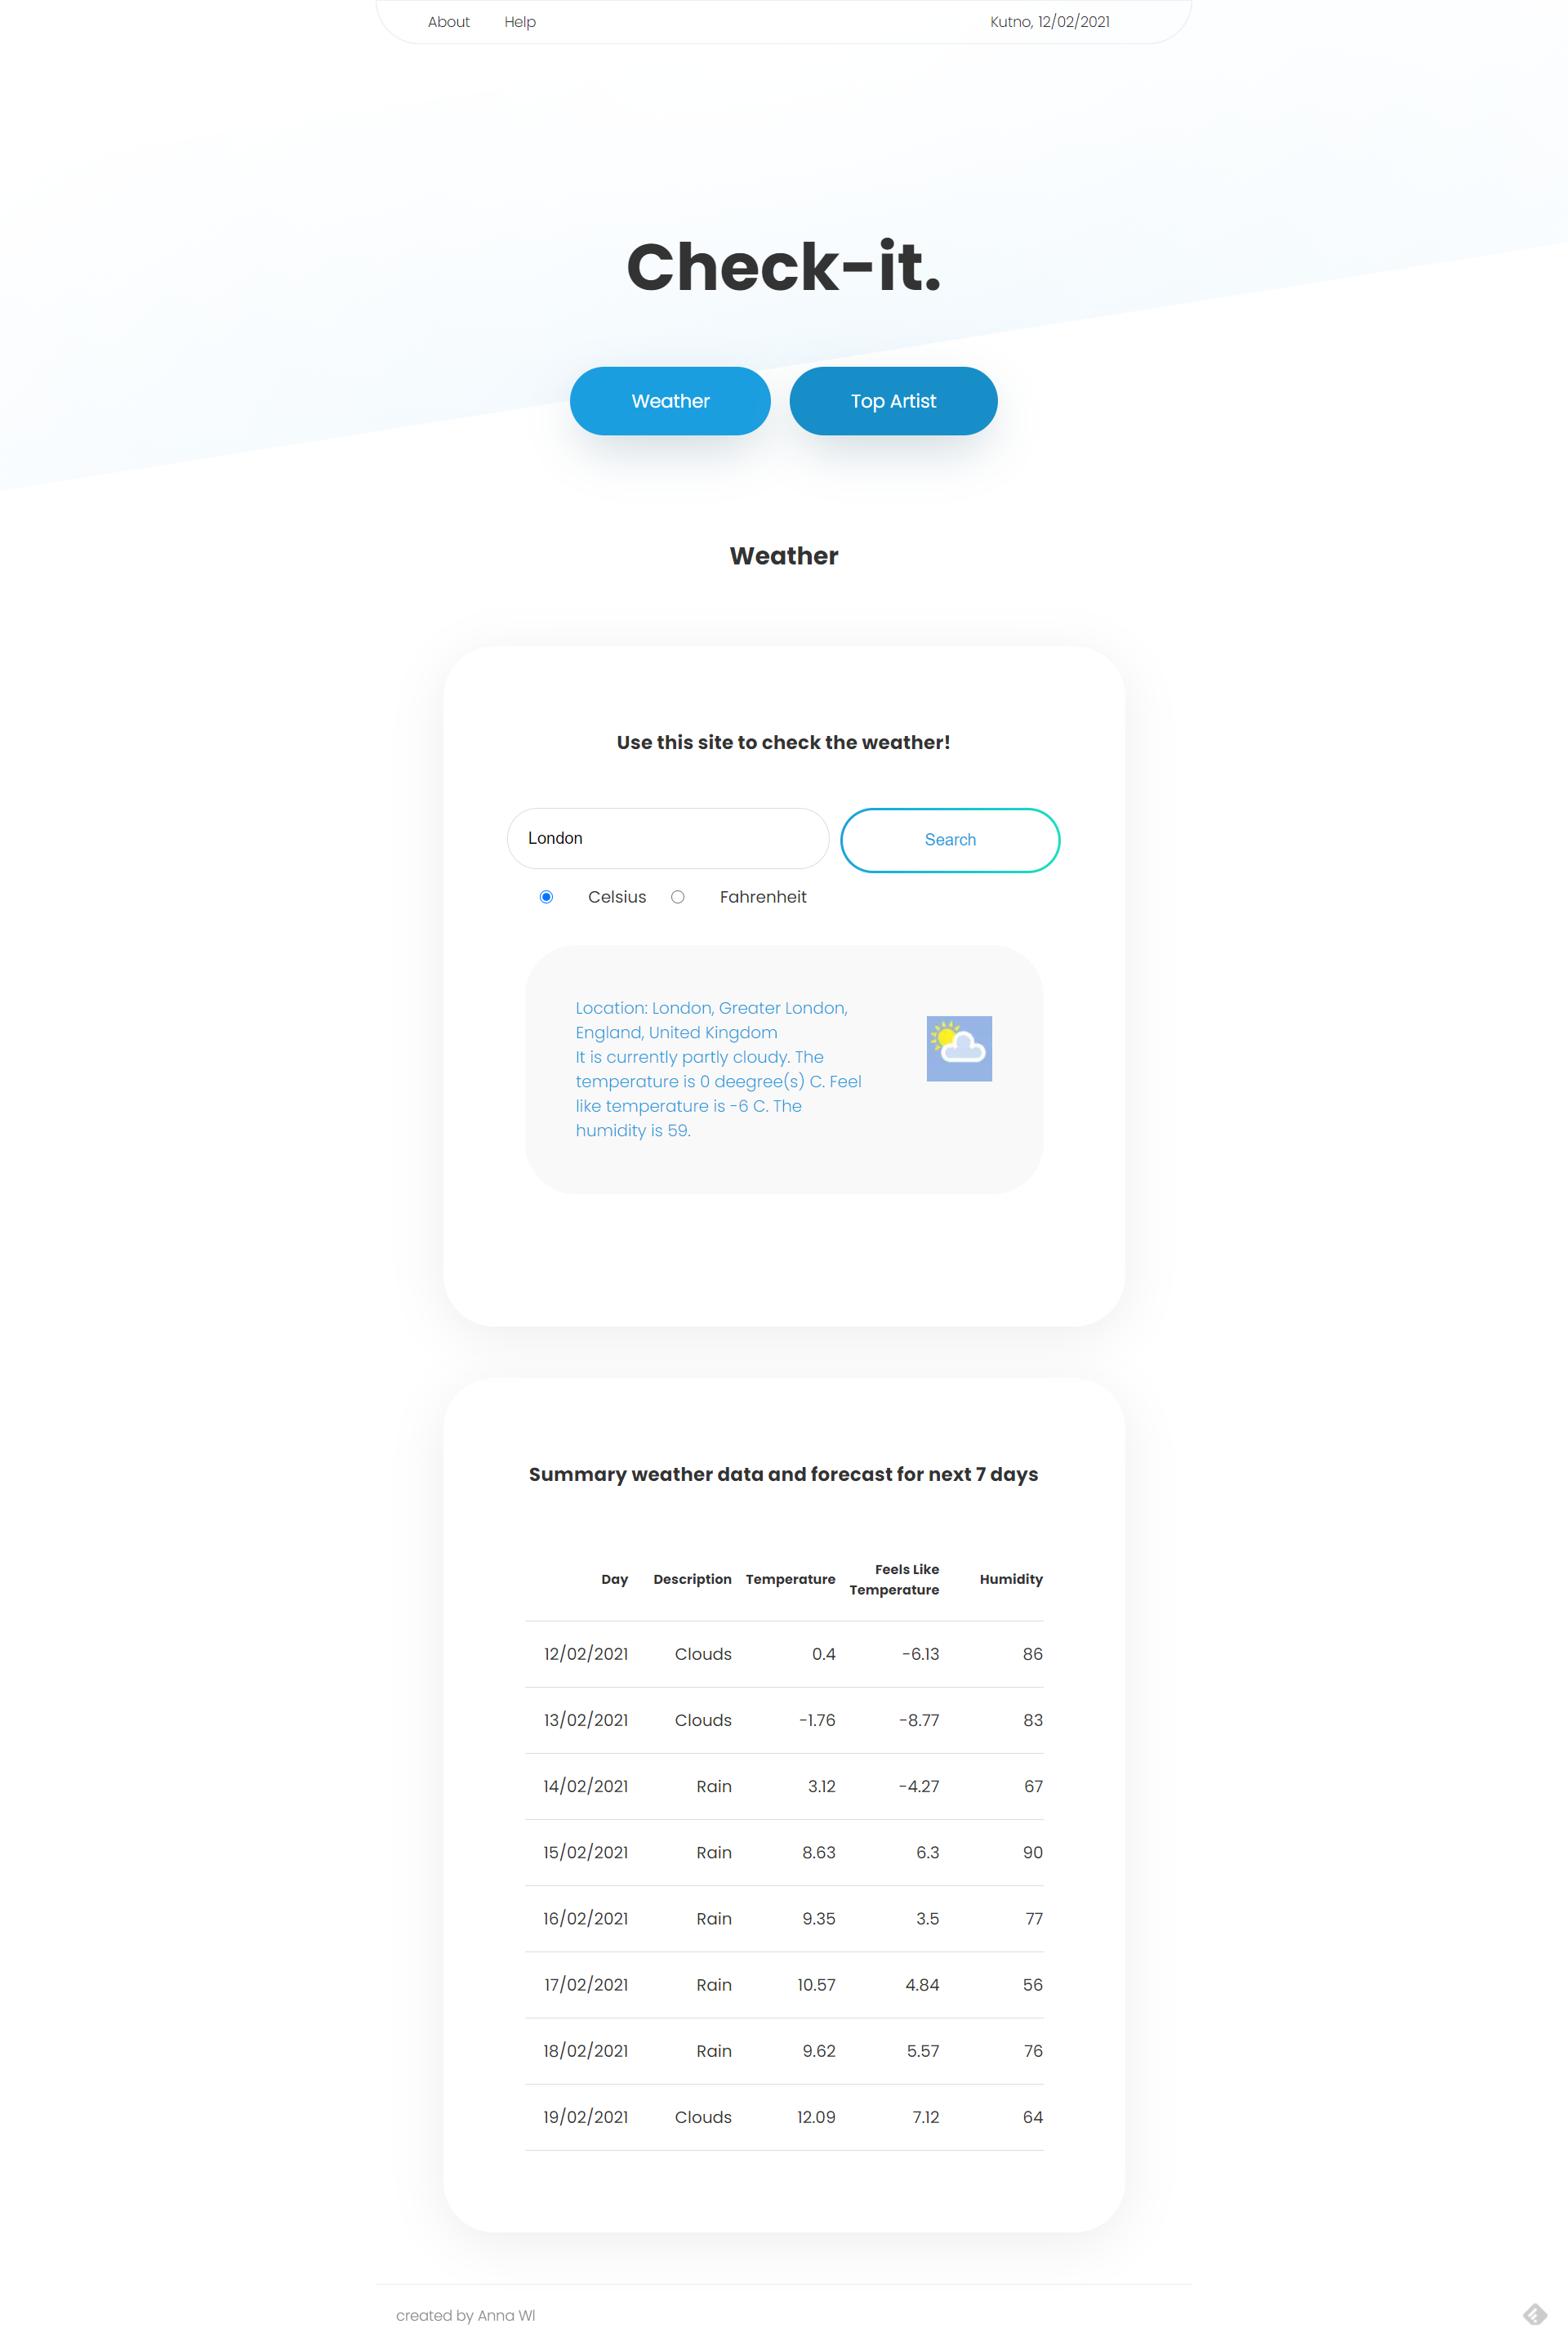 About Help Kutno, 12/02/2021
Check-it.
Weather Top Artist
Weather
Use this site to check the weather!
London Search
Celsius Fahrenheit
Location: London, Greater London,
England, United Kingdom
It is currently partly cloudy. The
temperature is 0 deegree(s) C. Feel
like temperature is -6 C. The
humidity is 59.
Summary weather data and forecast for next 7 days
Day Description Temperature Feels Like Temperature Humidity
12/02/2021 Clouds 0.4 -6.13 86
13/02/2021 Clouds -1.76 -8.77 83
14/02/2021 Rain 3.12 -4.27 67
15/02/2021 Rain 8.63 6.3 90
16/02/2021 Rain 9.35 3.5 77
17/02/2021 Rain 10.57 4.84 56
18/02/2021 Rain 9.62 5.57 76
19/02/2021 Clouds 12.09 7.12 64
created by Anna Wl